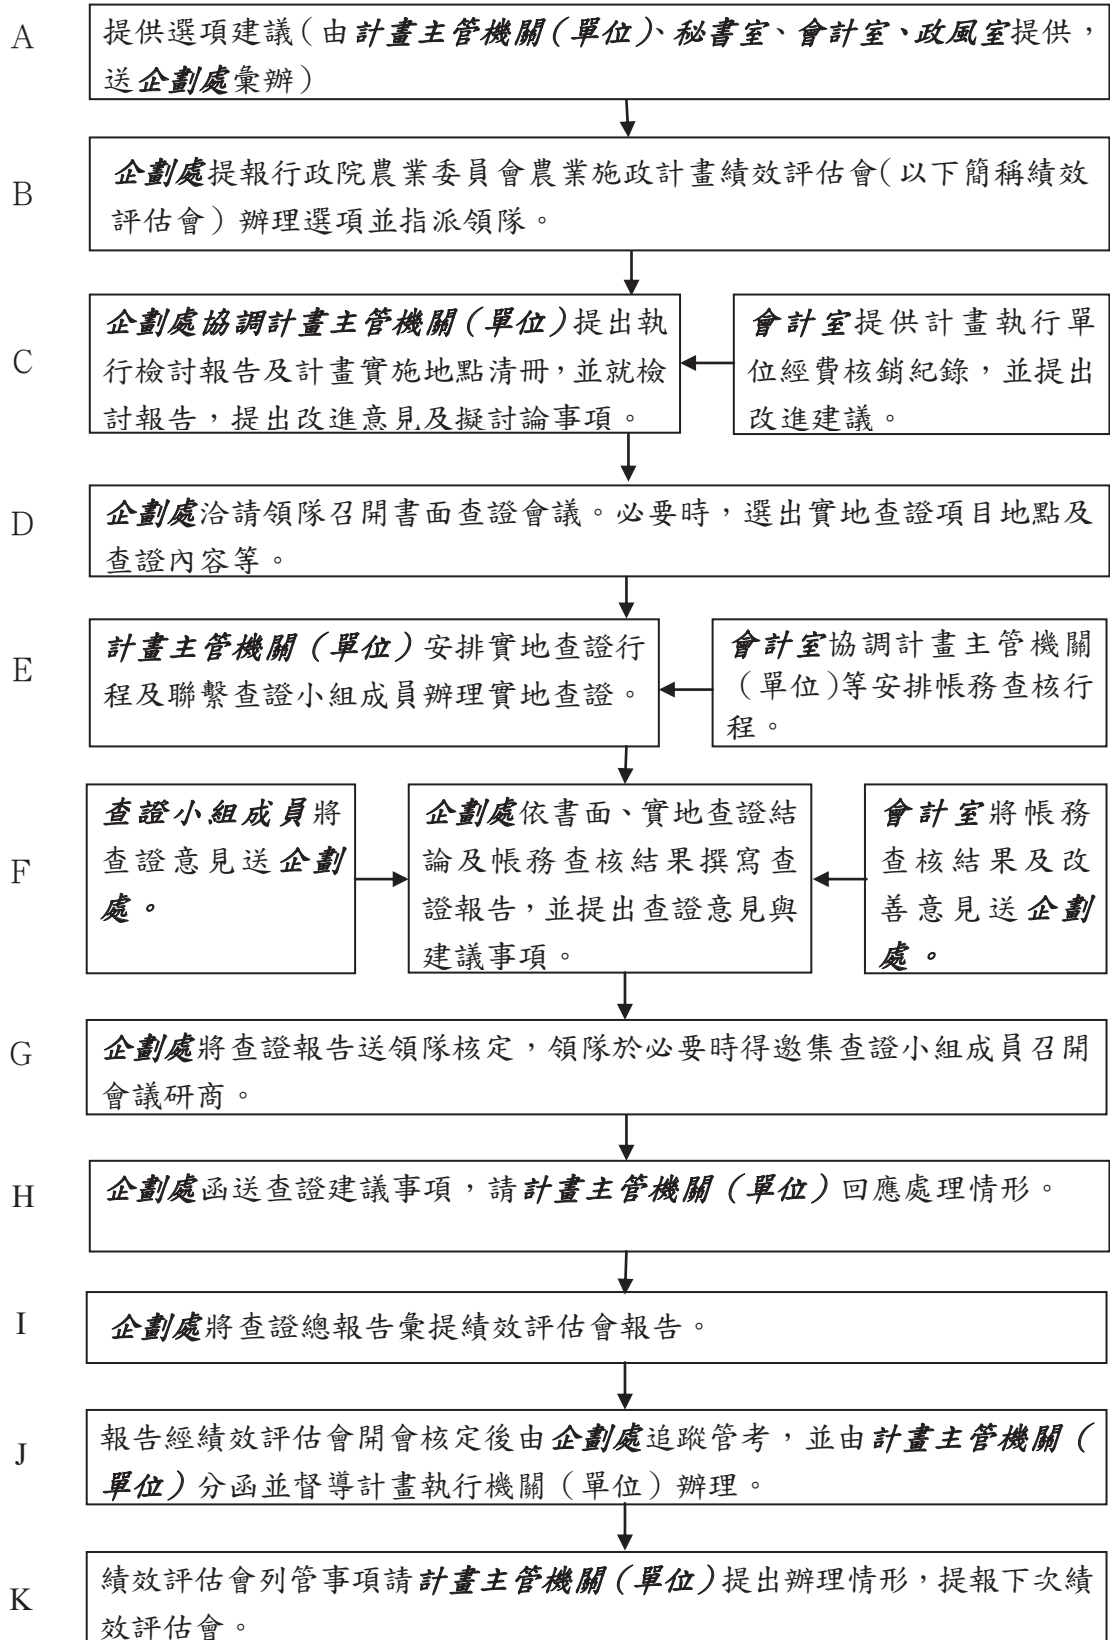 A
提供選項建議（由計畫主管機關（單位）、秘書室、會計室、政風室提供，
送企劃處彙辦）
B
企劃處提報行政院農業委員會農業施政計畫績效評估會(以下簡稱績效
評估會）辦理選項並指派領隊。
C
企劃處協調計畫主管機關（單位）提出執
行檢討報告及計畫實施地點清冊，並就檢
討報告，提出改進意見及擬討論事項。
會計室提供計畫執行單
位經費核銷紀錄，並提出
改進建議。
D
企劃處洽請領隊召開書面查證會議。必要時，選出實地查證項目地點及
查證內容等。
E
計畫主管機關（單位）安排實地查證行
程及聯繫查證小組成員辦理實地查證。
會計室協調計畫主管機關
（單位)等安排帳務查核行
程。
F
查證小組成員將
查證意見送企劃
處。
企劃處依書面、實地查證結
論及帳務查核結果撰寫查
證報告，並提出查證意見與
建議事項。
會計室將帳務
查核結果及改
善意見送企劃
處。
G
企劃處將查證報告送領隊核定，領隊於必要時得邀集查證小組成員召開
會議研商。
H
企劃處函送查證建議事項，請計畫主管機關（單位）回應處理情形。
I
企劃處將查證總報告彙提績效評估會報告。
J
報告經績效評估會開會核定後由企劃處追蹤管考，並由計畫主管機關（
單位）分函並督導計畫執行機關（單位）辦理。
K
績效評估會列管事項請計畫主管機關（單位）提出辦理情形，提報下次績
效評估會。